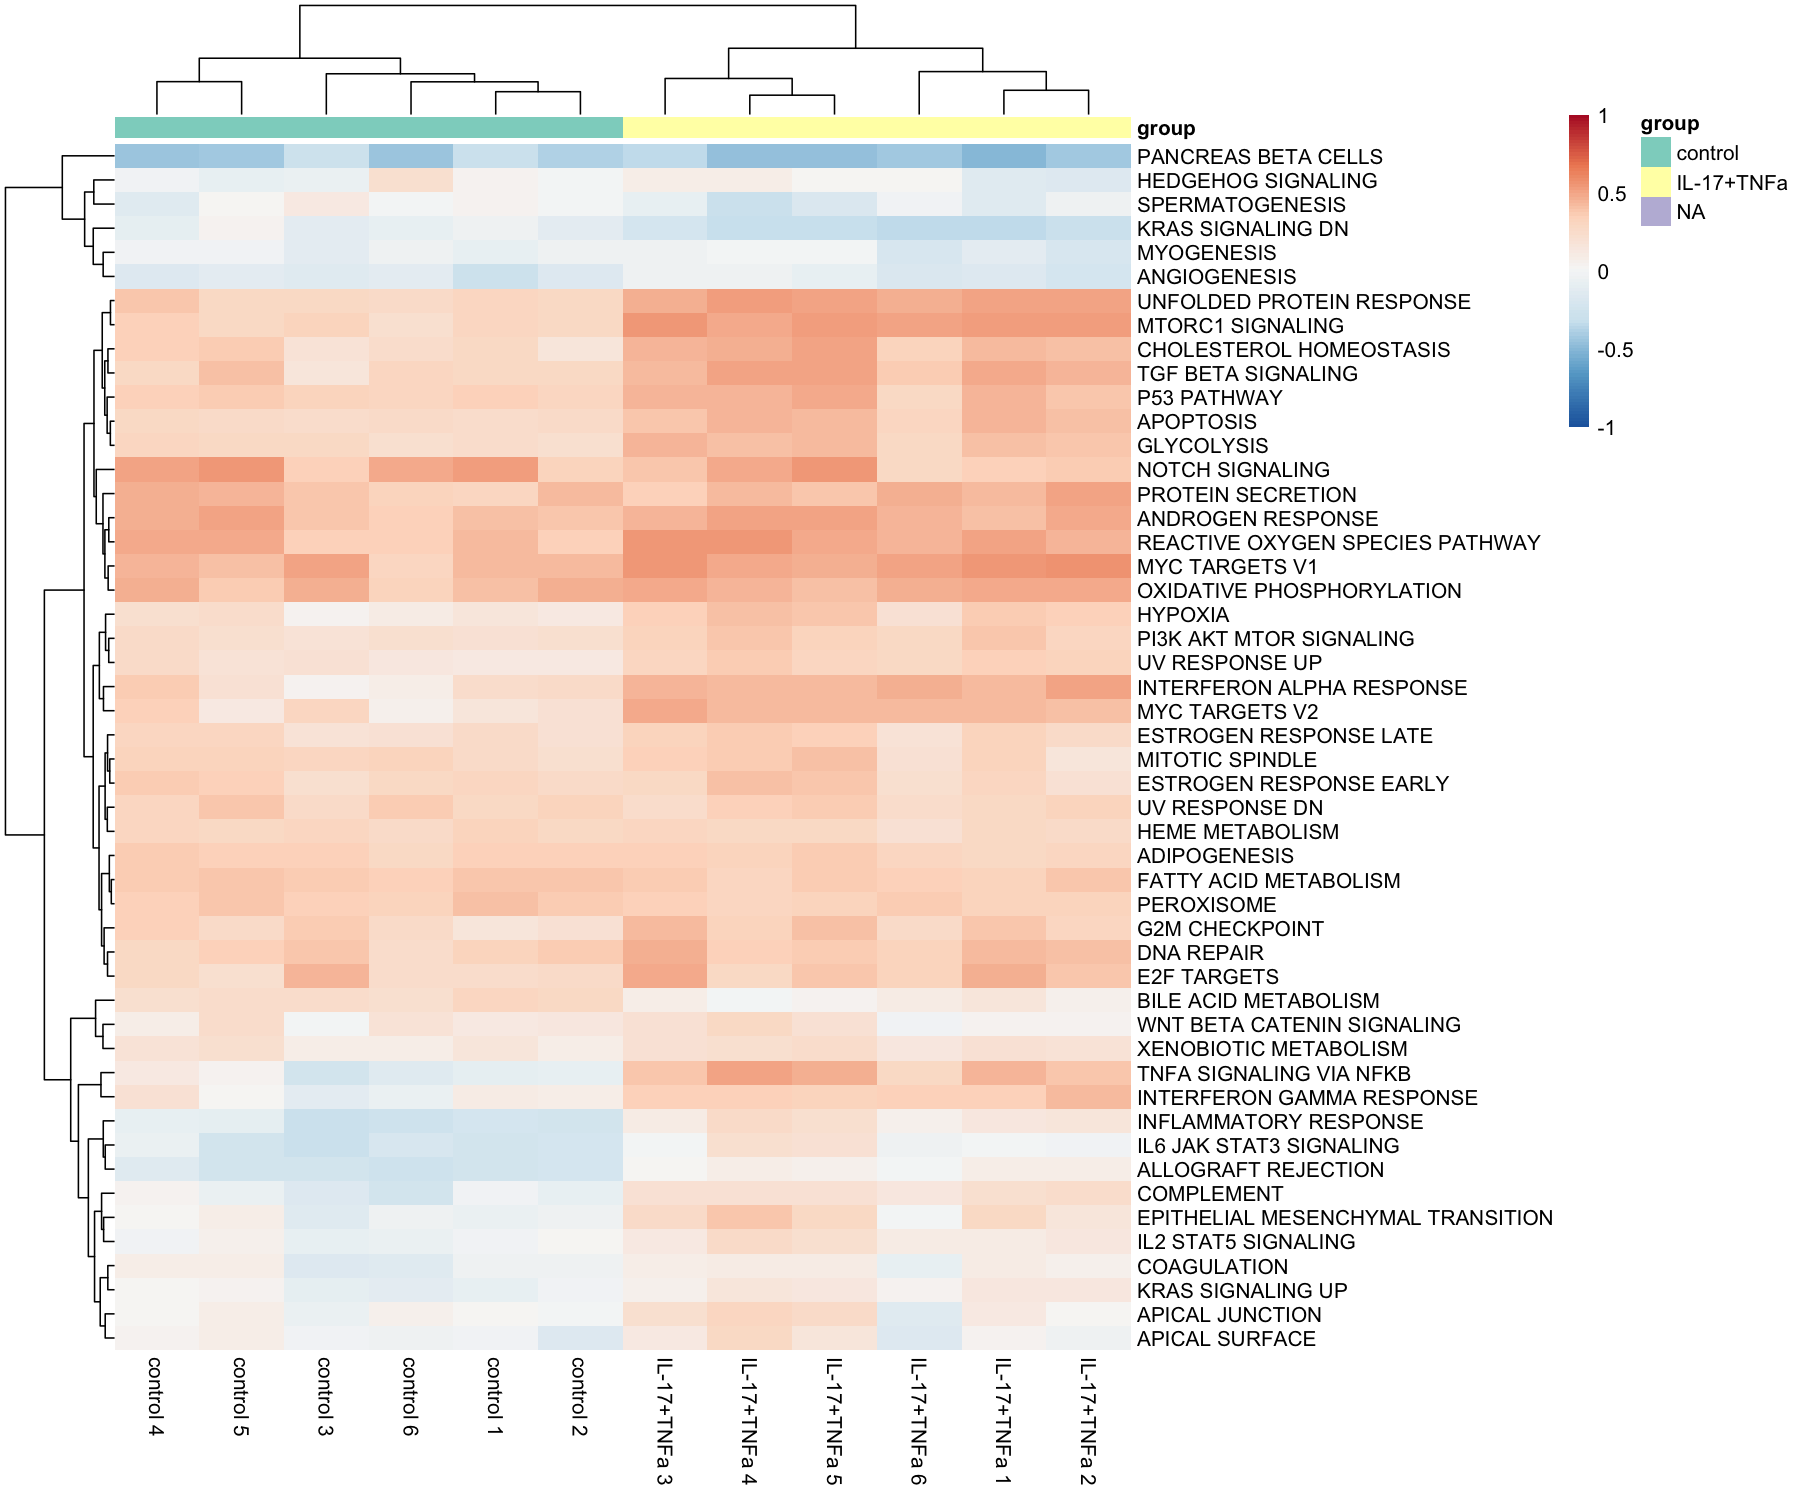 group
PANCREAS BETA CELLS
HEDGEHOG SIGNALING
SPERMATOGENESIS
KRAS SIGNALING DN
MYOGENESIS
ANGIOGENESIS
UNFOLDED PROTEIN RESPONSE
MTORC1 SIGNALING
CHOLESTEROL HOMEOSTASIS
TGF BETA SIGNALING
P53 PATHWAY
APOPTOSIS
GLYCOLYSIS
NOTCH SIGNALING
PROTEIN SECRETION
ANDROGEN RESPONSE
REACTIVE OXYGEN SPECIES PATHWAY
MYC TARGETS V1
OXIDATIVE PHOSPHORYLATION
HYPOXIA
PI3K AKT MTOR SIGNALING
UV RESPONSE UP
INTERFERON ALPHA RESPONSE
MYC TARGETS V2
ESTROGEN RESPONSE LATE
MITOTIC SPINDLE
ESTROGEN RESPONSE EARLY
UV RESPONSE DN
HEME METABOLISM
ADIPOGENESIS
FATTY ACID METABOLISM
PEROXISOME
G2M CHECKPOINT
DNA REPAIR
E2F TARGETS
BILE ACID METABOLISM
WNT BETA CATENIN SIGNALING
XENOBIOTIC METABOLISM
TNFA SIGNALING VIA NFKB
INTERFERON GAMMA RESPONSE
INFLAMMATORY RESPONSE
IL6 JAK STAT3 SIGNALING
ALLOGRAFT REJECTION
COMPLEMENT
EPITHELIAL MESENCHYMAL TRANSITION
IL2 STAT5 SIGNALING
COAGULATION
KRAS SIGNALING UP
APICAL JUNCTION
APICAL SURFACE
control 4
control 5
control 3
control 6
control 1
control 2
IL-17+TNFa 3
IL-17+TNFa 4
IL-17+TNFa 5
IL-17+TNFa 6
IL-17+TNFa 1
IL-17+TNFa 2
1
0.5
0
-0.5
-1
group
control
IL-17+TNFa
NA